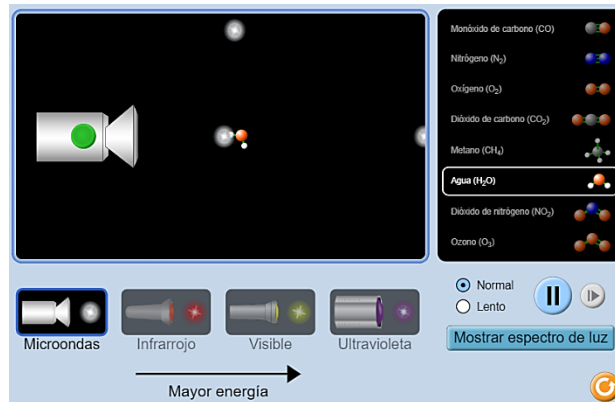 Monóxido de carbono (CO)
Nitrógeno (N₂)
Oxígeno (O₂)
Dióxido de carbono (CO₂)
Metano (CH₄)
Agua (H₂O)
Dióxido de nitrógeno (NO₂)
Ozono (O₃)
Normal
Lento
Microondas
Infrarrojo
Visible
Ultravioleta
Mostrar espectro de luz
Mayor energía